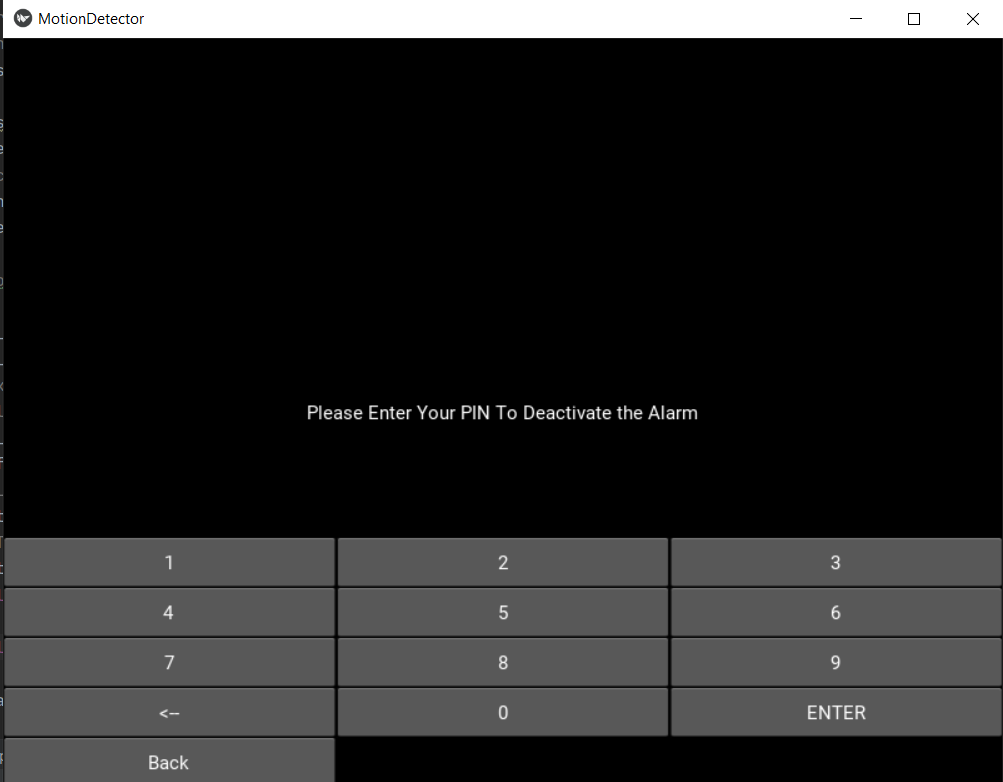 MotionDetector
Please Enter Your PIN To Deactivate the Alarm
1 2 3
4 5 6
7 8 9
<-- 0 ENTER
Back